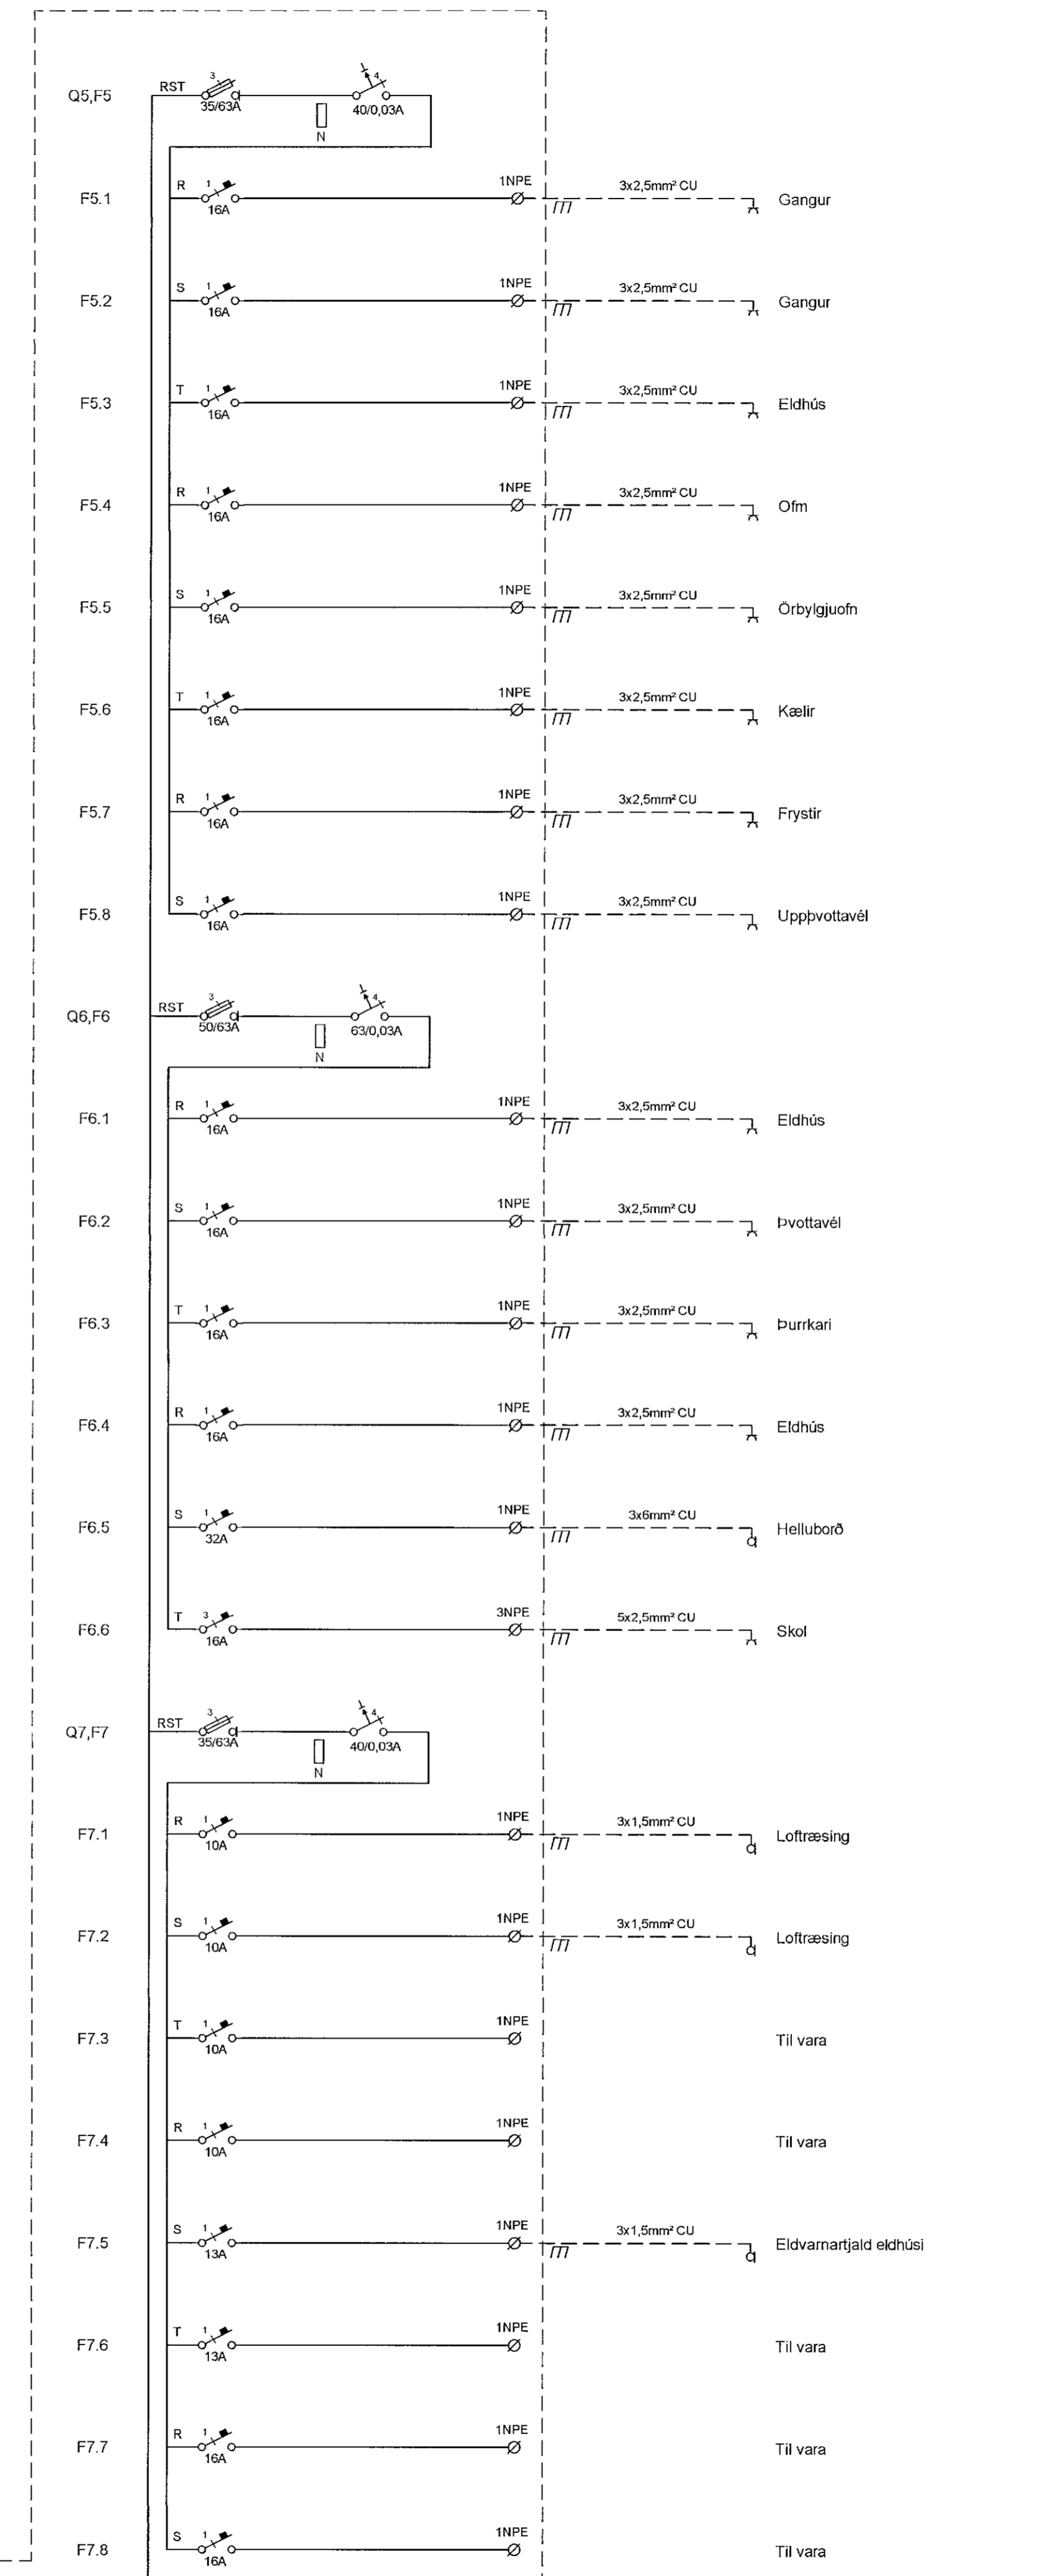 Q5,F5 RST 3 35/63A N 4 40/0,03A
F5.1 R 1 16A 1NPE 3x2,5mm² CU Gangur
F5.2 S 1 16A 1NPE 3x2,5mm² CU Gangur
F5.3 T 1 16A 1NPE 3x2,5mm² CU Eldhús
F5.4 R 1 16A 1NPE 3x2,5mm² CU Ofm
F5.5 S 1 16A 1NPE 3x2,5mm² CU Örbylgjuofn
F5.6 T 1 16A 1NPE 3x2,5mm² CU Kælir
F5.7 R 1 16A 1NPE 3x2,5mm² CU Frystir
F5.8 S 1 16A 1NPE 3x2,5mm² CU Uppþvottavél
Q6,F6 RST 3 50/63A N 4 63/0,03A
F6.1 R 1 16A 1NPE 3x2,5mm² CU Eldhús
F6.2 S 1 16A 1NPE 3x2,5mm² CU Þvottavél
F6.3 T 1 16A 1NPE 3x2,5mm² CU Þurrkari
F6.4 R 1 16A 1NPE 3x2,5mm² CU Eldhús
F6.5 S 1 32A 1NPE 3x6mm² CU Helluborð
F6.6 T 3 16A 3NPE 5x2,5mm² CU Skol
Q7,F7 RST 3 35/63A N 4 40/0,03A
F7.1 R 1 10A 1NPE 3x1,5mm² CU Loftræsing
F7.2 S 1 10A 1NPE 3x1,5mm² CU Loftræsing
F7.3 T 1 10A 1NPE Til vara
F7.4 R 1 10A 1NPE Til vara
F7.5 S 1 13A 1NPE 3x1,5mm² CU Eldvarnartjald eldhúsi
F7.6 T 1 13A 1NPE Til vara
F7.7 R 1 16A 1NPE Til vara
F7.8 S 1 16A 1NPE Til vara